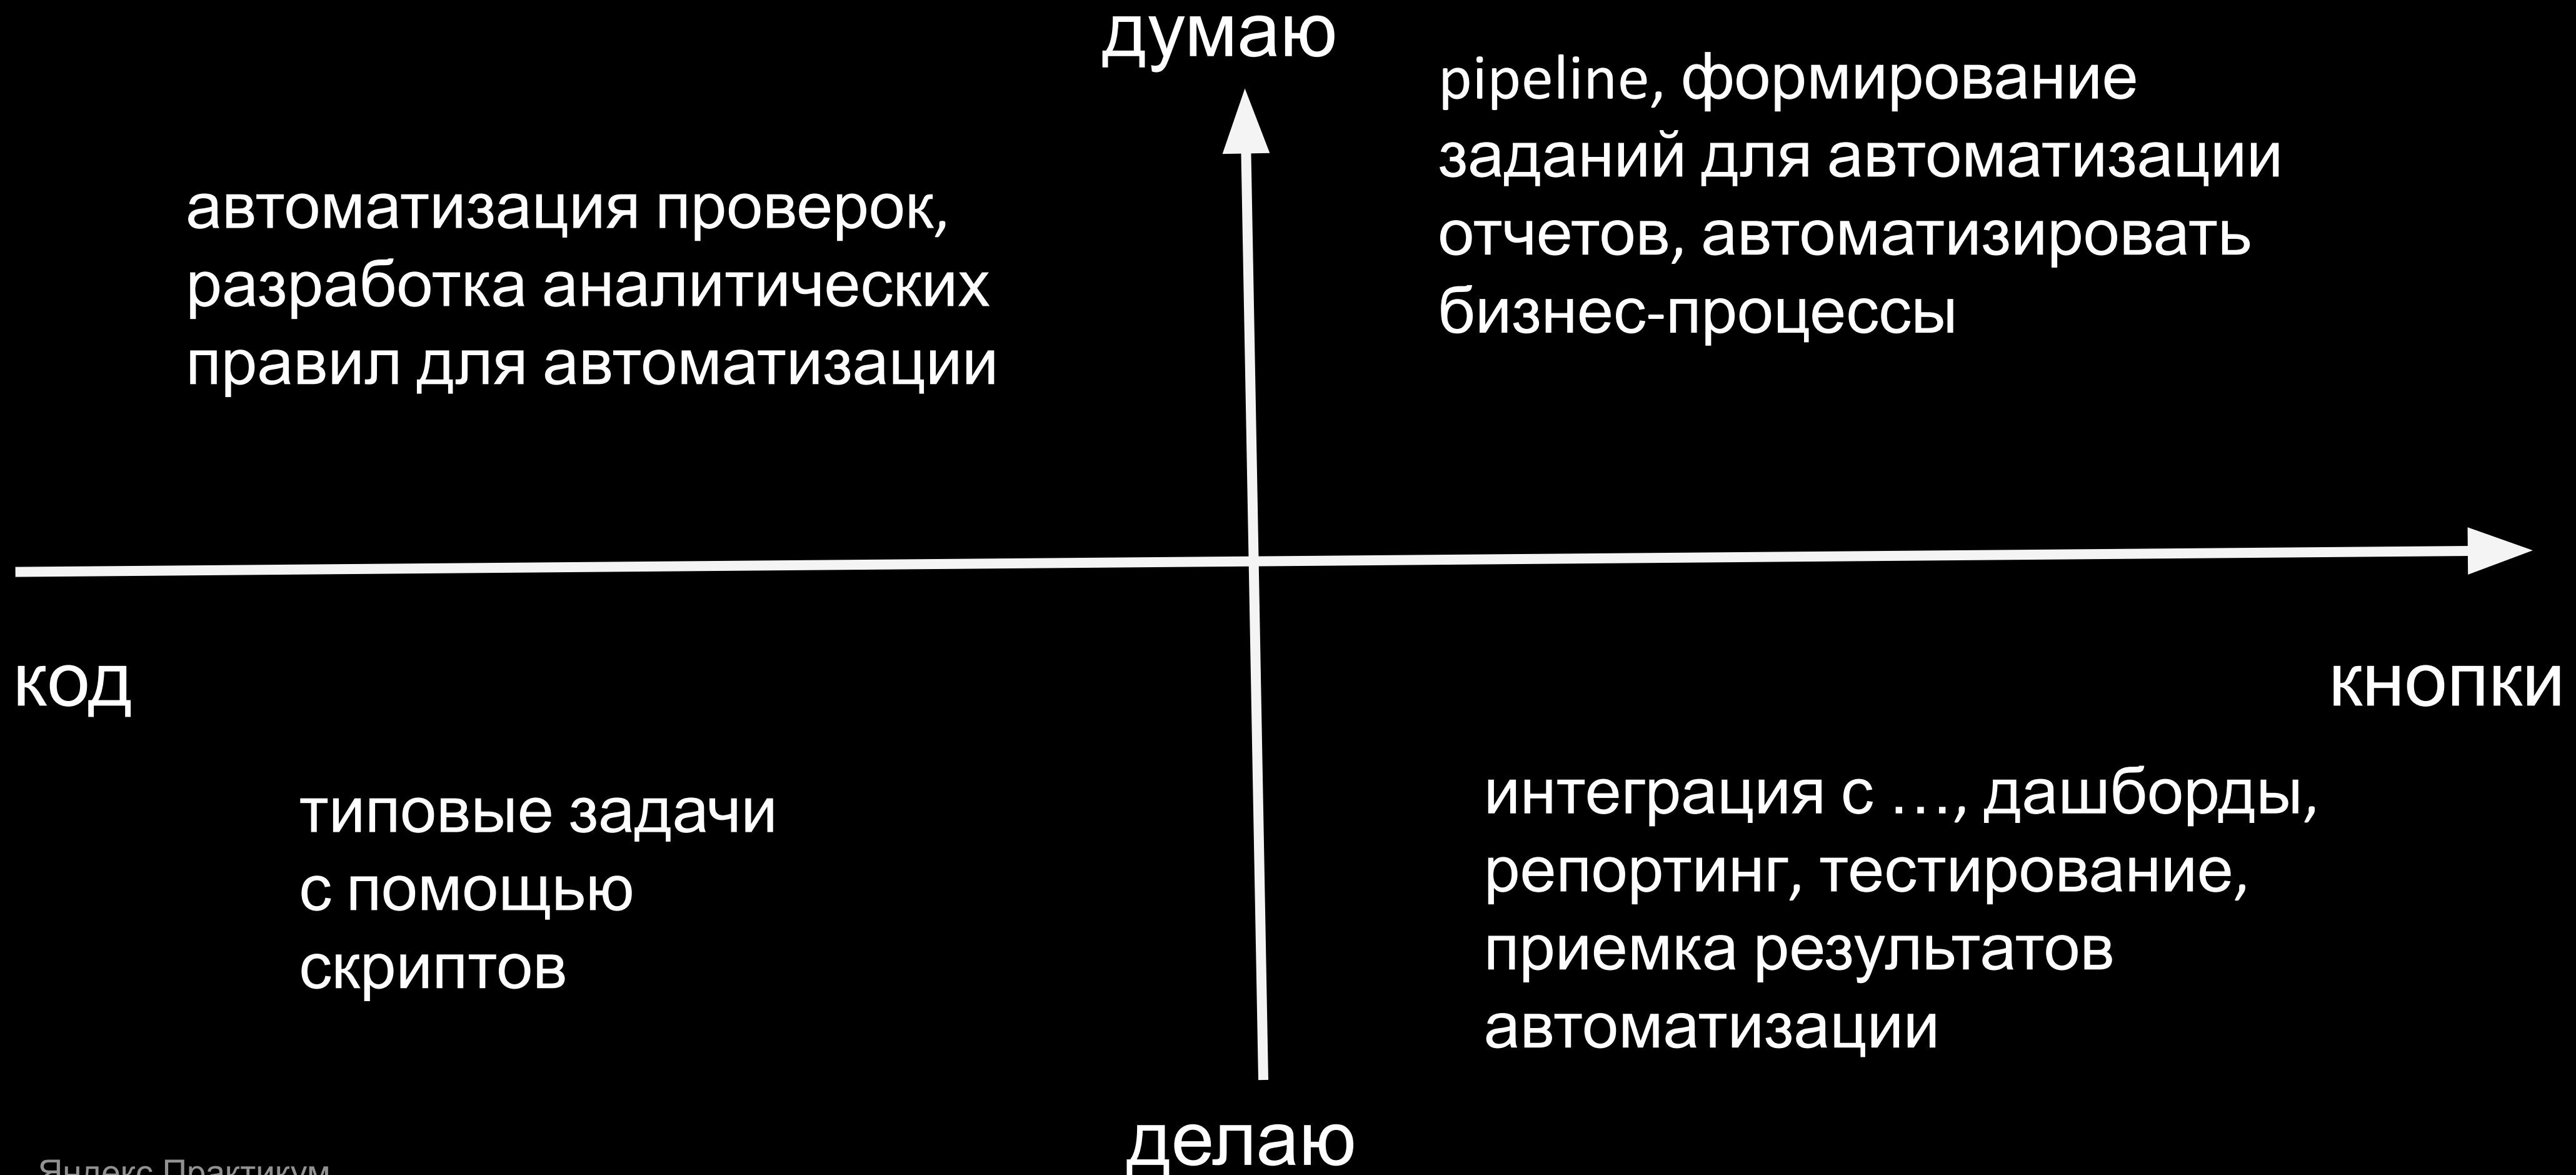 думаю
автоматизация проверок,
разработка аналитических
правил для автоматизации
pipeline, формирование
заданий для автоматизации
отчетов, автоматизировать
бизнес-процессы
код
кнопки
типовые задачи
с помощью
скриптов
интеграция с ..., дашборды,
репортинг, тестирование,
приемка результатов
автоматизации
делаю
Яндекс Практикум